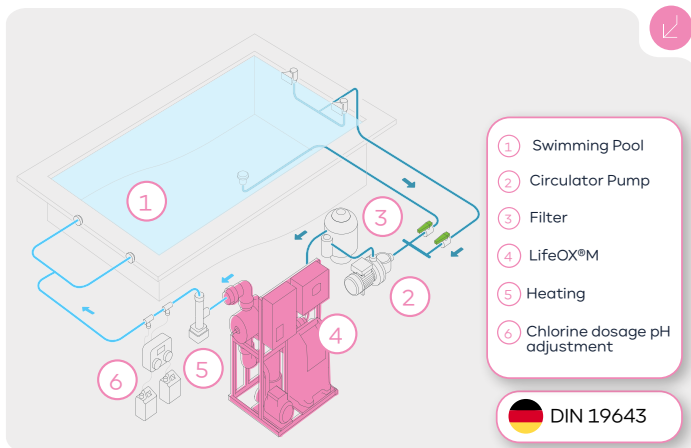 1
2
3
4
5
6
1 Swimming Pool
2 Circulator Pump
3 Filter
4 LifeOX®M
5 Heating
6 Chlorine dosage pH
adjustment
DIN 19643